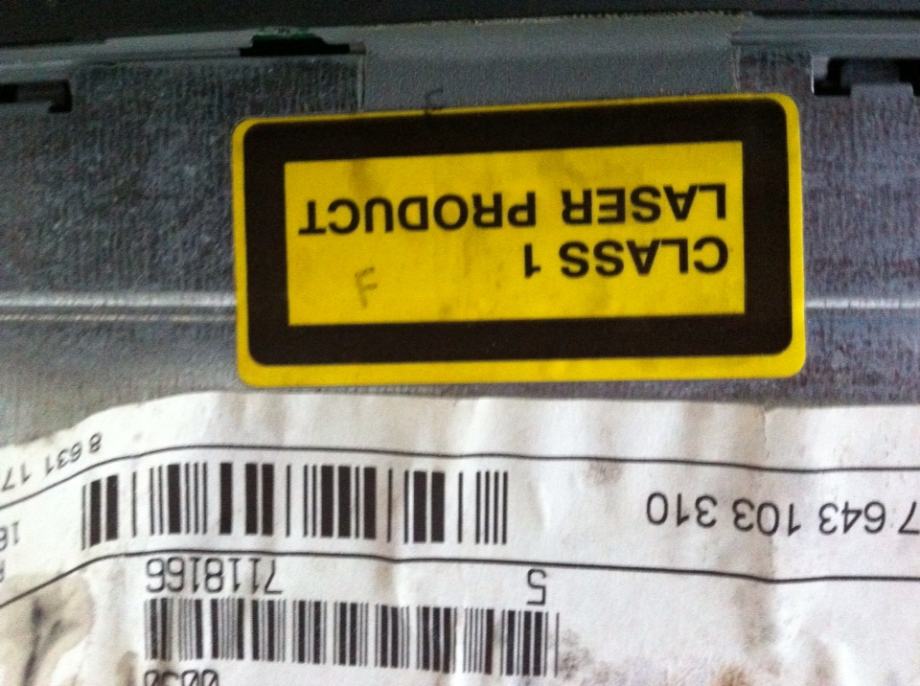 5 7118166
7 643 103 310
8 631 17
CLASS 1
LASER PRODUCT
F